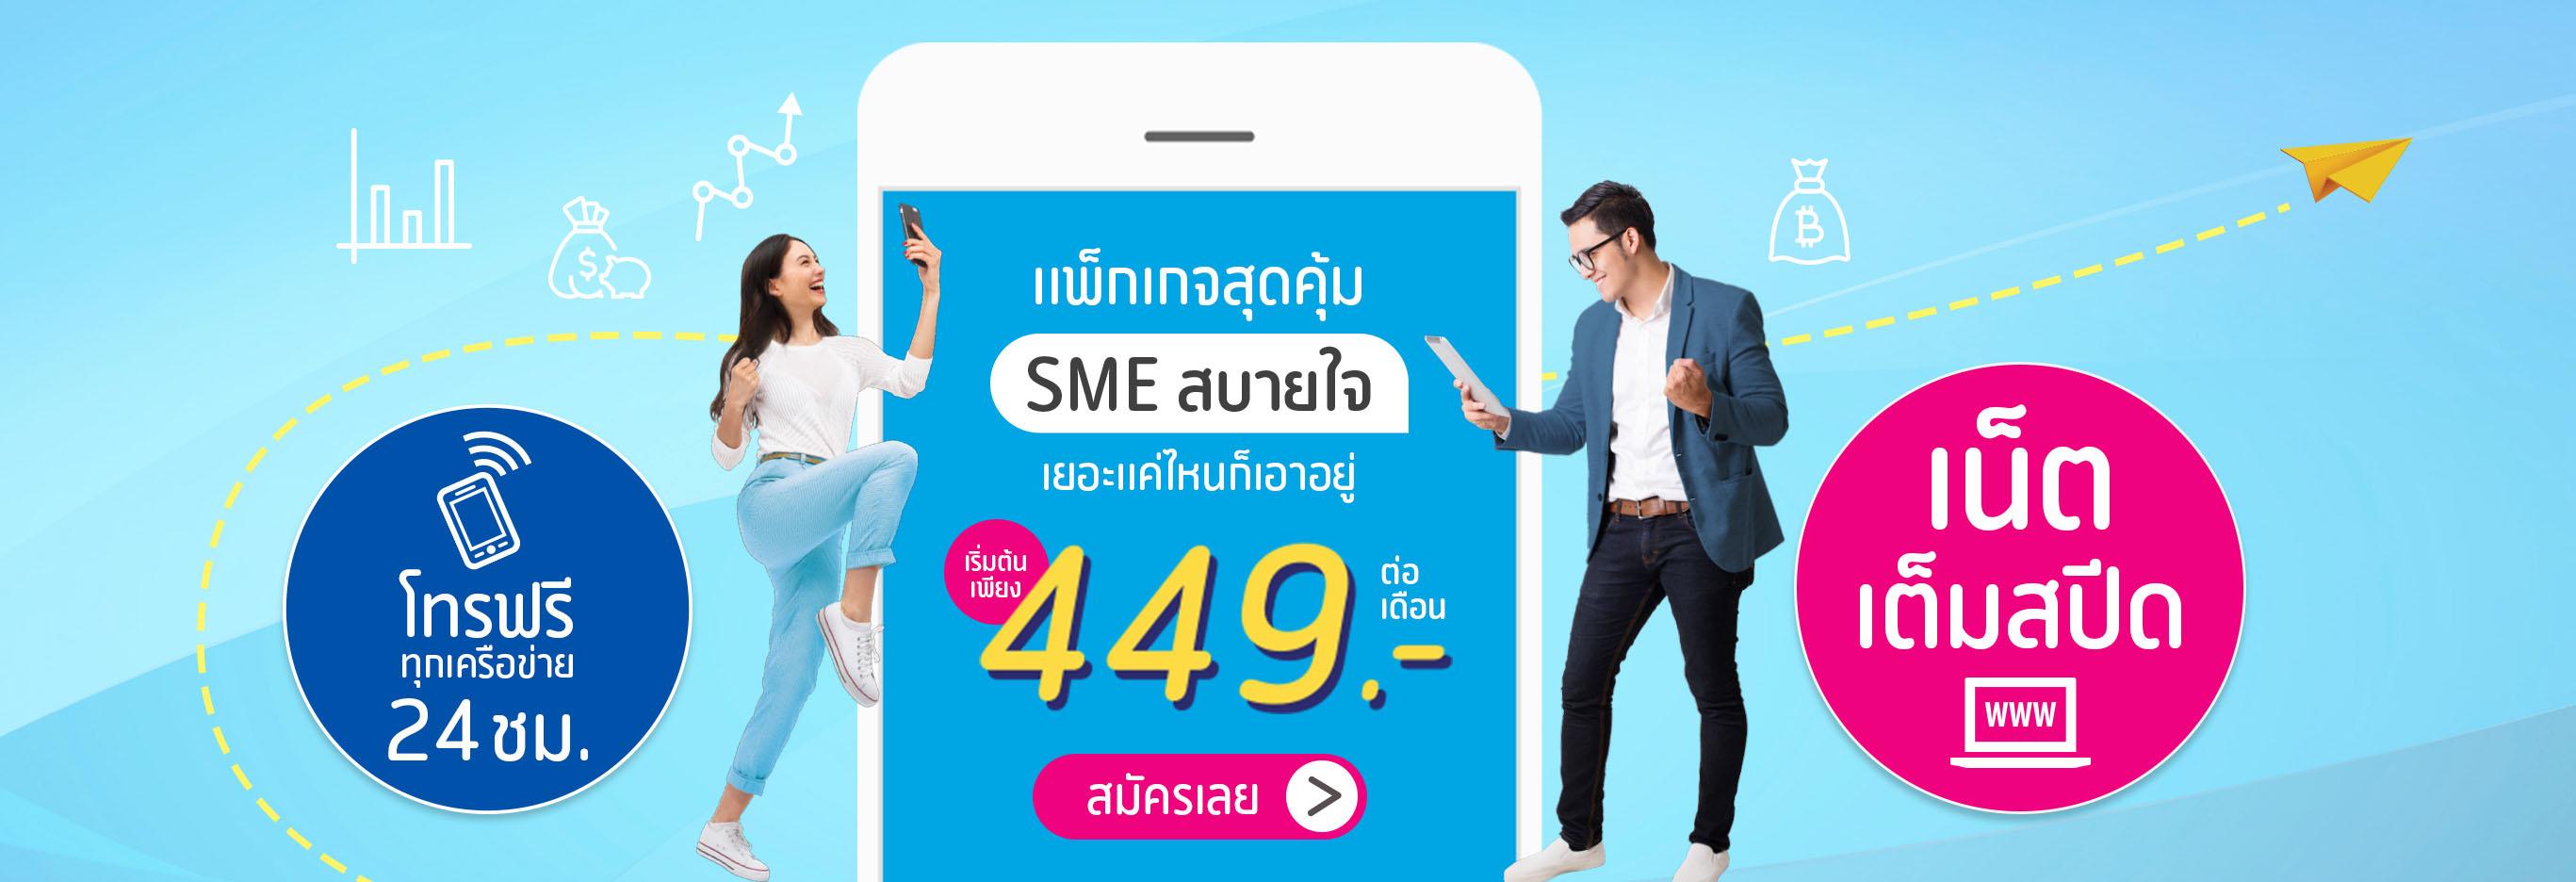 แพ็กเกจสุดคุ้ม
SME สบายใจ
เยอะแค่ไหนก็เอาอยู่
เริ่มต้น
เพียง
449.-
ต่อ
เดือน
สมัครเลย
โทรฟรี
ทุกเครือข่าย
24 ชม.
เน็ต
เต็มสปีด
WWW
$
B